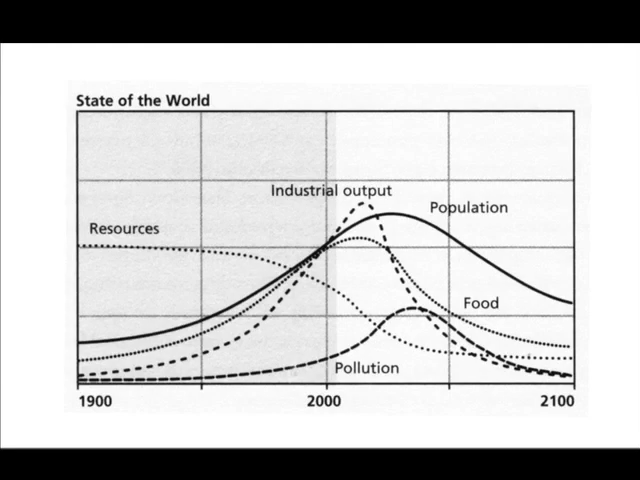 State of the World
Industrial output
Population
Resources
Food
Pollution
1900 2000 2100